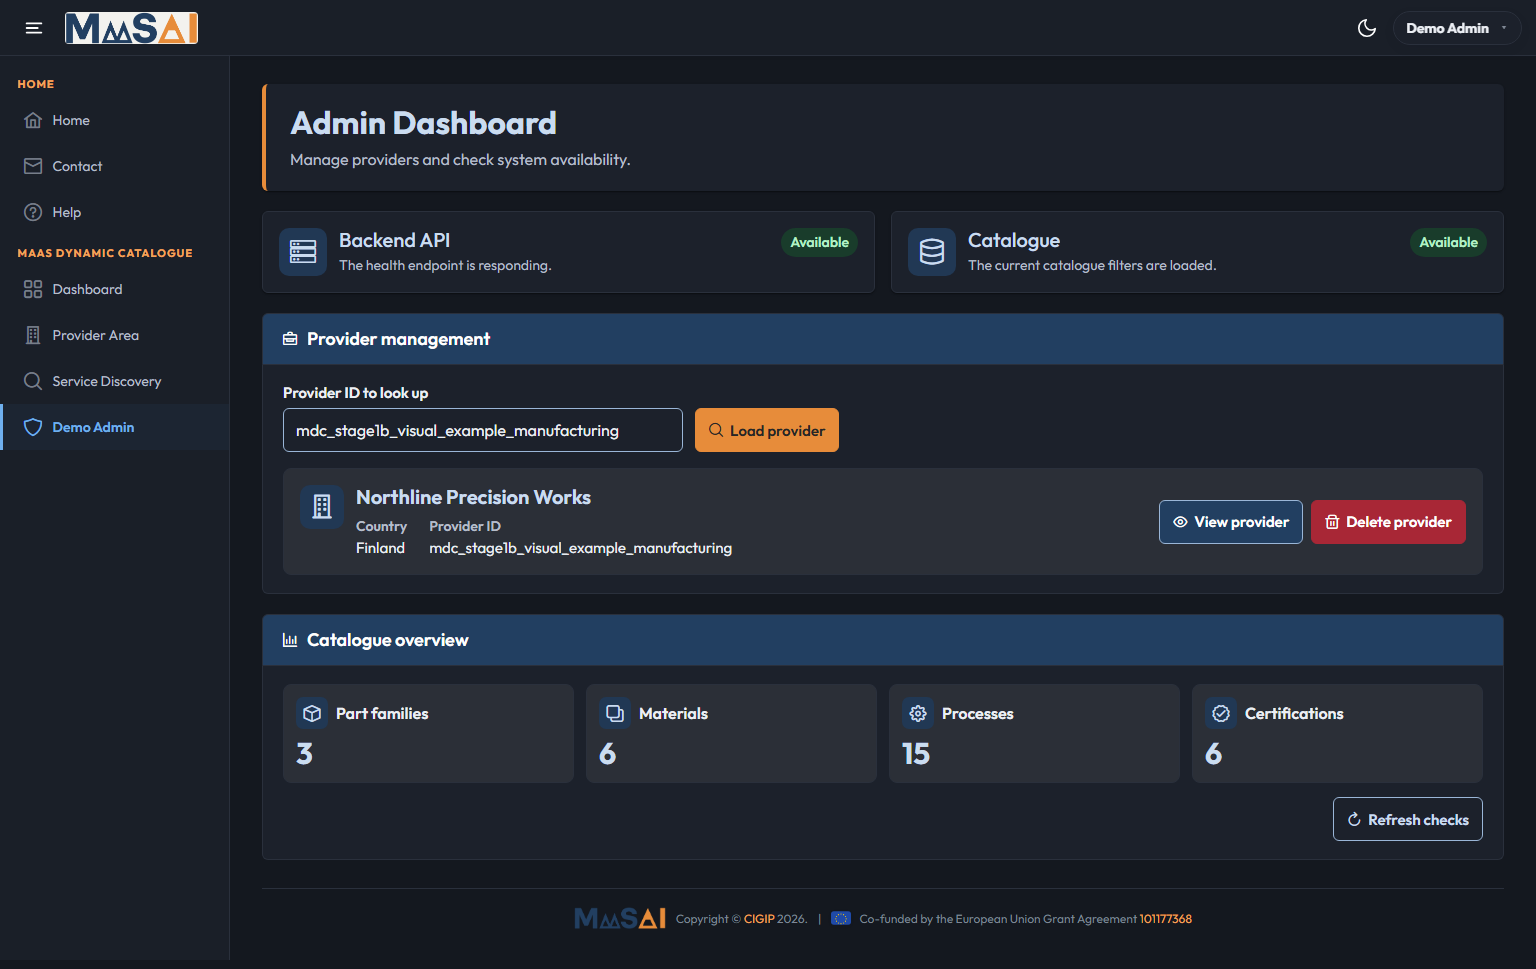 MaaSAI
Demo Admin
HOME
Home
Contact
Help
MAAS DYNAMIC CATALOGUE
Dashboard
Provider Area
Service Discovery
Demo Admin
Admin Dashboard
Manage providers and check system availability.
Backend API
Available
The health endpoint is responding.
Catalogue
Available
The current catalogue filters are loaded.
Provider management
Provider ID to look up
mdc_stage1b_visual_example_manufacturing
Load provider
Northline Precision Works
Country Provider ID
Finland mdc_stage1b_visual_example_manufacturing
View provider
Delete provider
Catalogue overview
Part families
3
Materials
6
Processes
15
Certifications
6
Refresh checks
MaaSAI Copyright © CIGIP 2026. | Co-funded by the European Union Grant Agreement 101177368